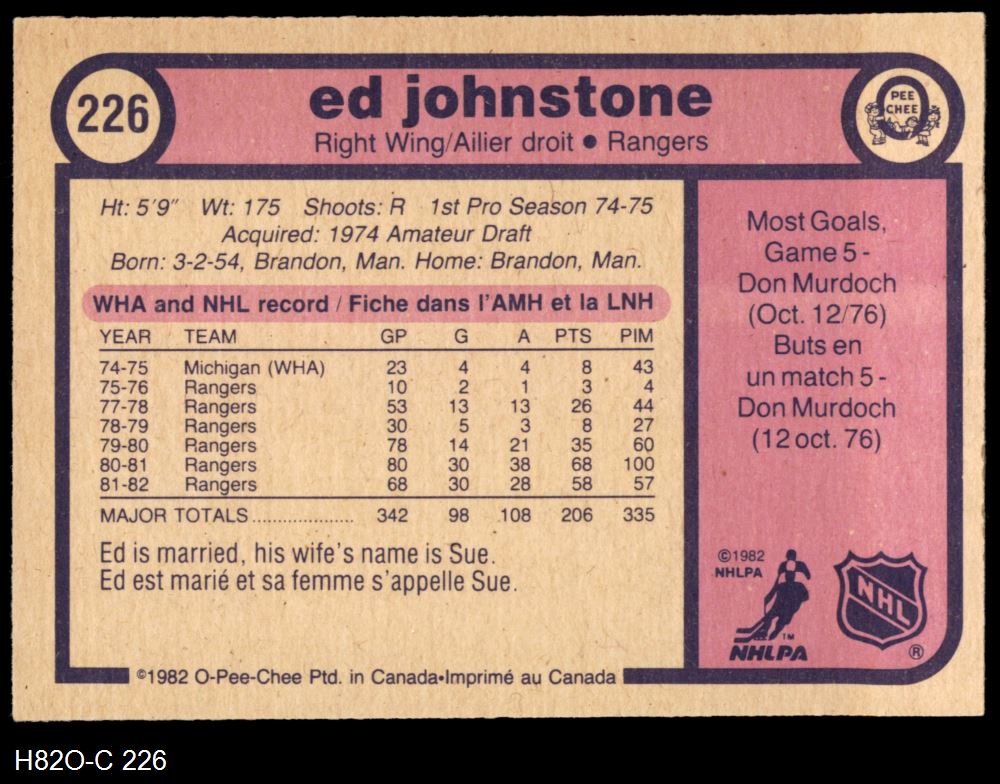 226
ed johnstone
Right Wing/Ailier droit ● Rangers
PEE
CHEE
Ht: 5'9" Wt: 175 Shoots: R 1st Pro Season 74-75
Acquired: 1974 Amateur Draft
Born: 3-2-54, Brandon, Man. Home: Brandon, Man.
WHA and NHL record / Fiche dans l'AMH et la LNH
YEAR TEAM GP G A PTS PIM
74-75 Michigan (WHA) 23 4 4 8 43
75-76 Rangers 10 2 1 3 4
77-78 Rangers 53 13 13 26 44
78-79 Rangers 30 5 3 8 27
79-80 Rangers 78 14 21 35 60
80-81 Rangers 80 30 38 68 100
81-82 Rangers 68 30 28 58 57
MAJOR TOTALS.................... 342 98 108 206 335
Ed is married, his wife's name is Sue.
Ed est marié et sa femme s'appelle Sue.
Most Goals,
Game 5 -
Don Murdoch
(Oct. 12/76)
Buts en
un match 5 -
Don Murdoch
(12 oct. 76)
©1982
NHLPA
TM
NHLPA
NHL
®
©1982 O-Pee-Chee Ptd. in Canada•Imprimé au Canada
H82O-C 226